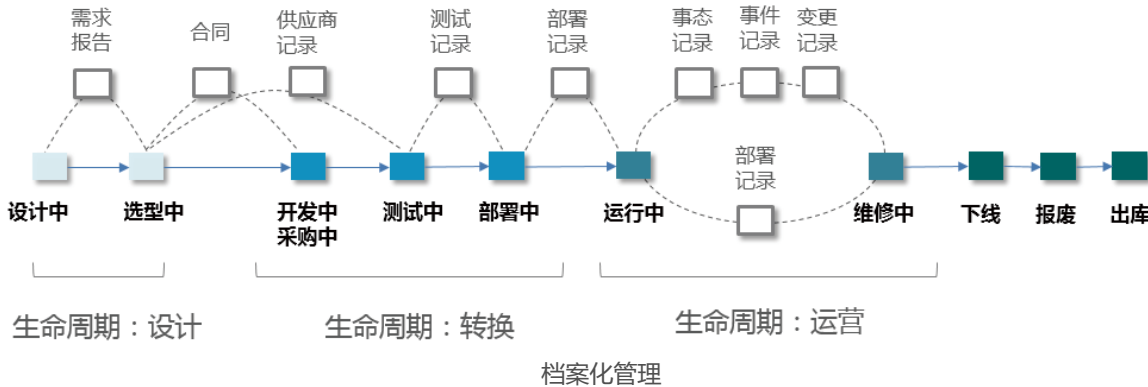 需求
报告
合同
供应商
记录
测试
记录
部署
记录
事态
记录
事件
记录
变更
记录
部署
记录
设计中
选型中
开发中
采购中
测试中
部署中
运行中
维修中
下线
报废
出库
生命周期：设计
生命周期：转换
生命周期：运营
档案化管理